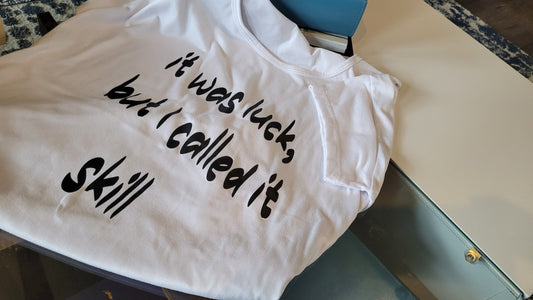 it was luck,
but i called it
skill